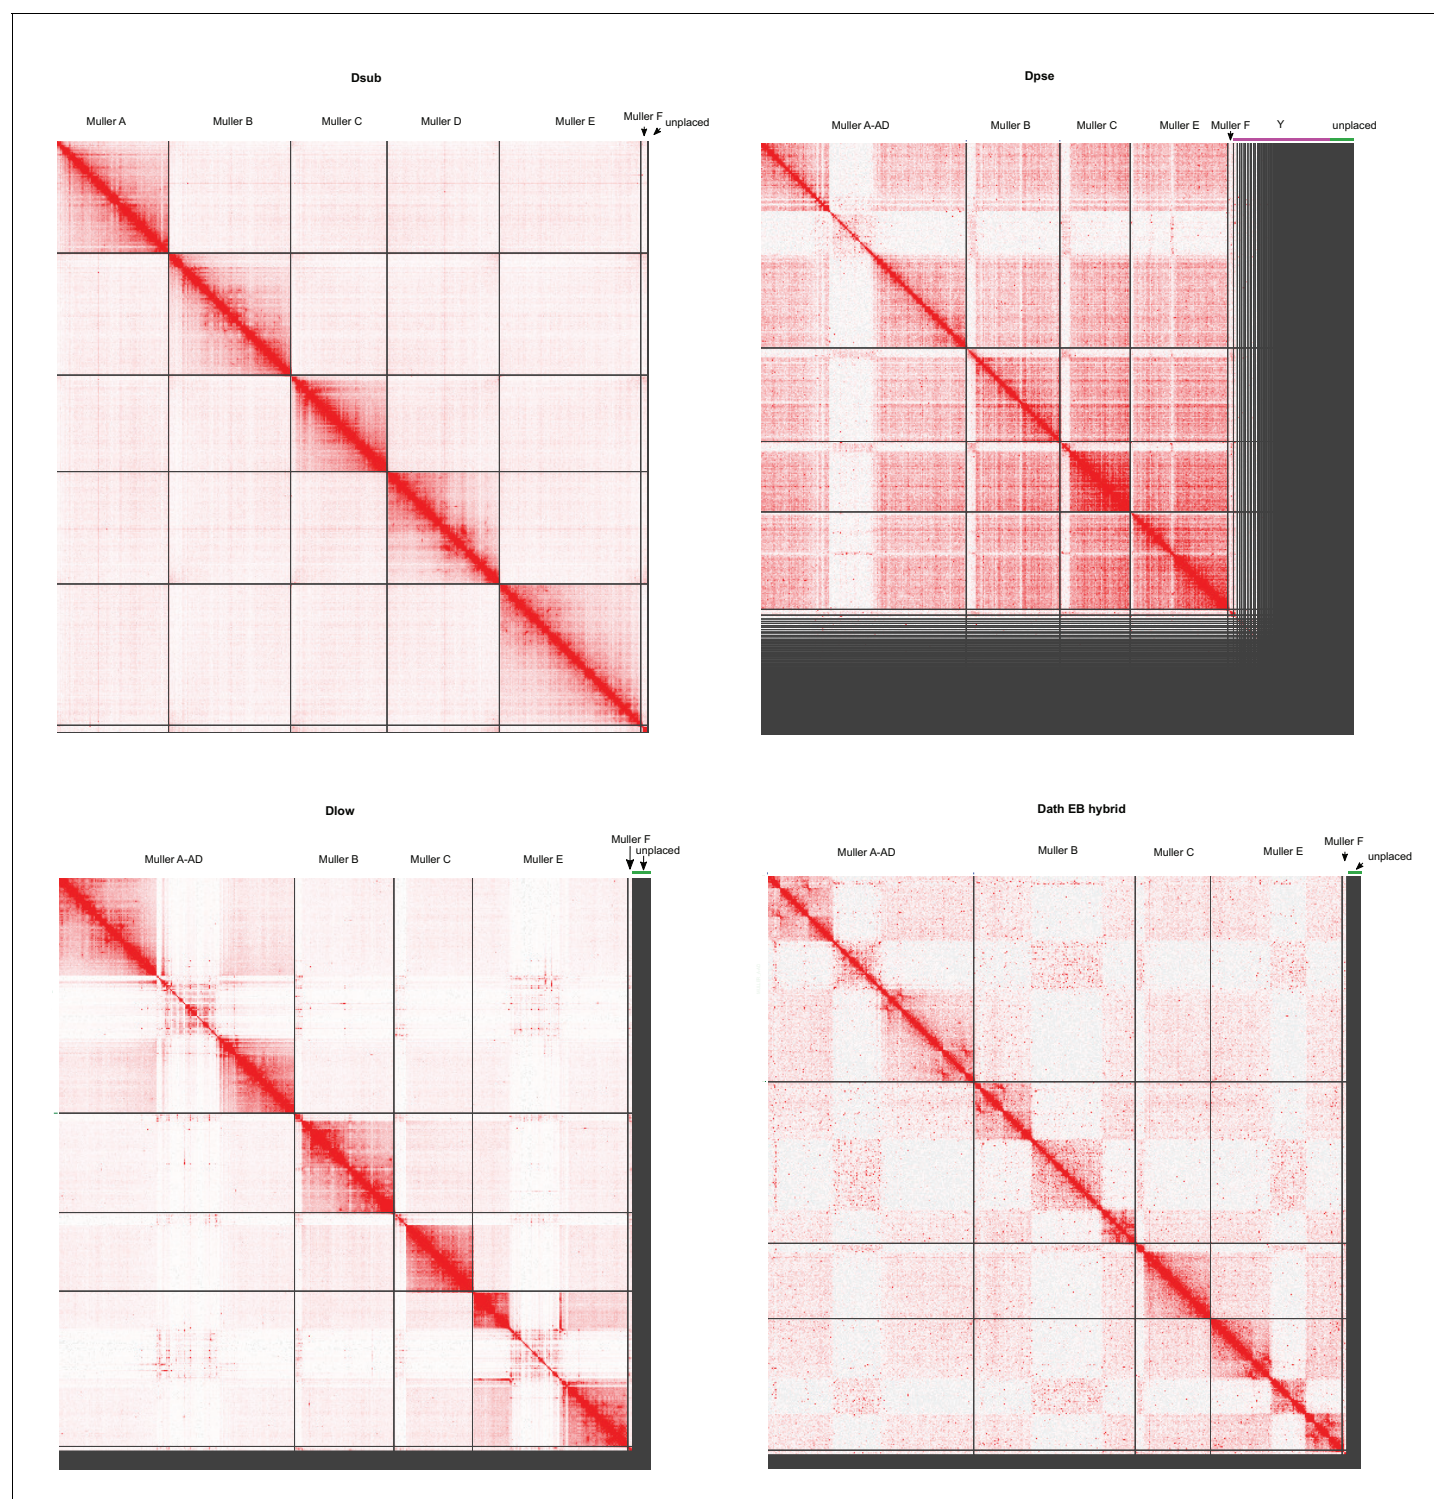 Dsub
Muller A Muller B Muller C Muller D Muller E Muller F unplaced
Dpse
Muller A-AD Muller B Muller C Muller E Muller F Y unplaced
Dlow
Muller A-AD Muller B Muller C Muller E Muller F unplaced
Dath EB hybrid
Muller A-AD Muller B Muller C Muller E Muller F unplaced